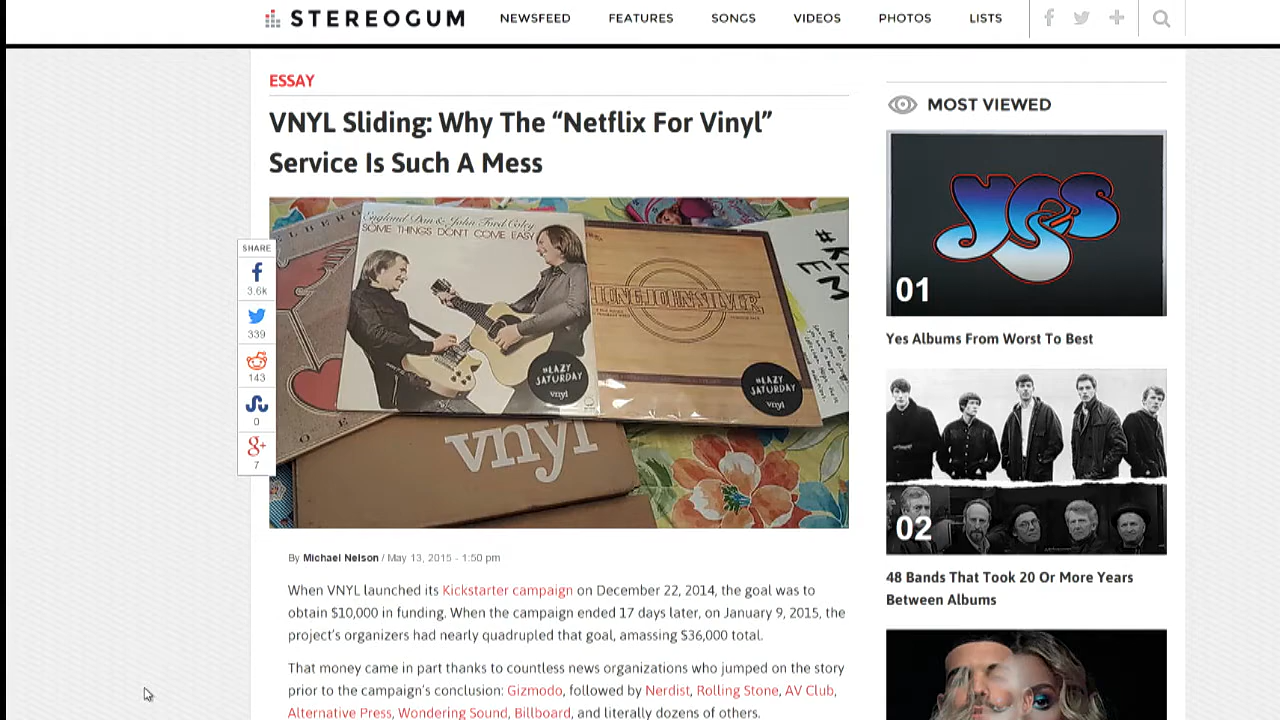 STEREOGUM
NEWSFEED FEATURES SONGS VIDEOS PHOTOS LISTS
ESSAY
VNYL Sliding: Why The “Netflix For Vinyl”
Service Is Such A Mess
England Dan & John Ford Coley
SOME THINGS DON'T COME EASY
#LAZY
SATURDAY
vnyl
#LAZY
SATURDAY
vnyl
vnyl
SHARE
3.6k
339
143
0
7
By Michael Nelson / May 13, 2015 - 1:50 pm
When VNYL launched its Kickstarter campaign on December 22, 2014, the goal was to
obtain $10,000 in funding. When the campaign ended 17 days later, on January 9, 2015, the
project’s organizers had nearly quadrupled that goal, amassing $36,000 total.
That money came in part thanks to countless news organizations who jumped on the story
prior to the campaign’s conclusion: Gizmodo, followed by Nerdist, Rolling Stone, AV Club,
Alternative Press, Wondering Sound, Billboard, and literally dozens of others.
MOST VIEWED
yes
01
Yes Albums From Worst To Best
02
48 Bands That Took 20 Or More Years
Between Albums